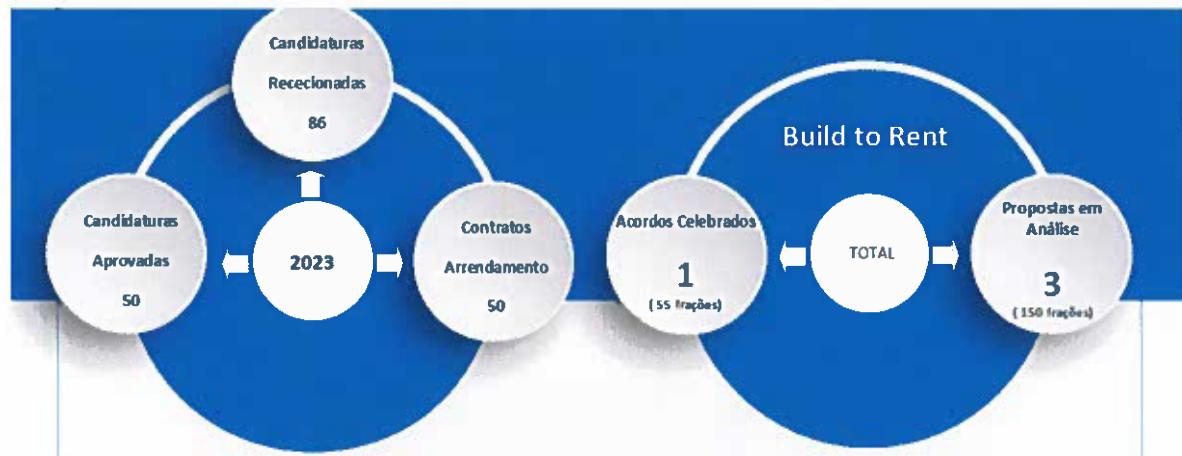 Candidaturas
Rececionadas
86
Candidaturas
Aprovadas
50
2023
Contratos
Arrendamento
50
Build to Rent
Acordos Celebrados
1
( 55 frações)
TOTAL
Propostas em
Análise
3
( 150 frações)